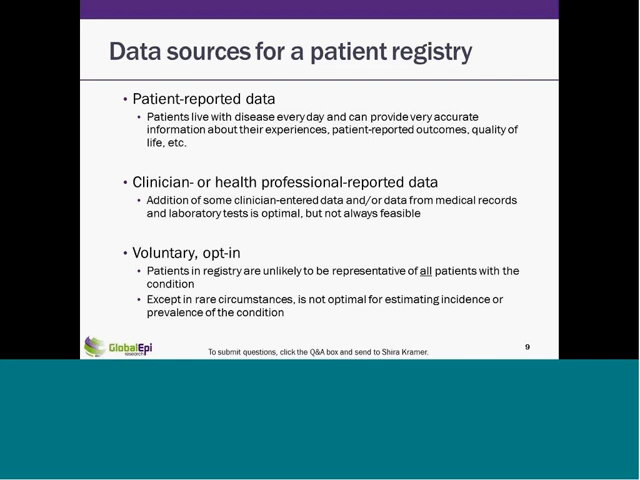 Data sources for a patient registry
• Patient-reported data
• Patients live with disease every day and can provide very accurate
information about their experiences, patient-reported outcomes, quality of
life, etc.
• Clinician- or health professional-reported data
• Addition of some clinician-entered data and/or data from medical records
and laboratory tests is optimal, but not always feasible
• Voluntary, opt-in
• Patients in registry are unlikely to be representative of all patients with the
condition
• Except in rare circumstances, is not optimal for estimating incidence or
prevalence of the condition
GlobalEpi
research
To submit questions, click the Q&A box and send to Shira Kramer.
9